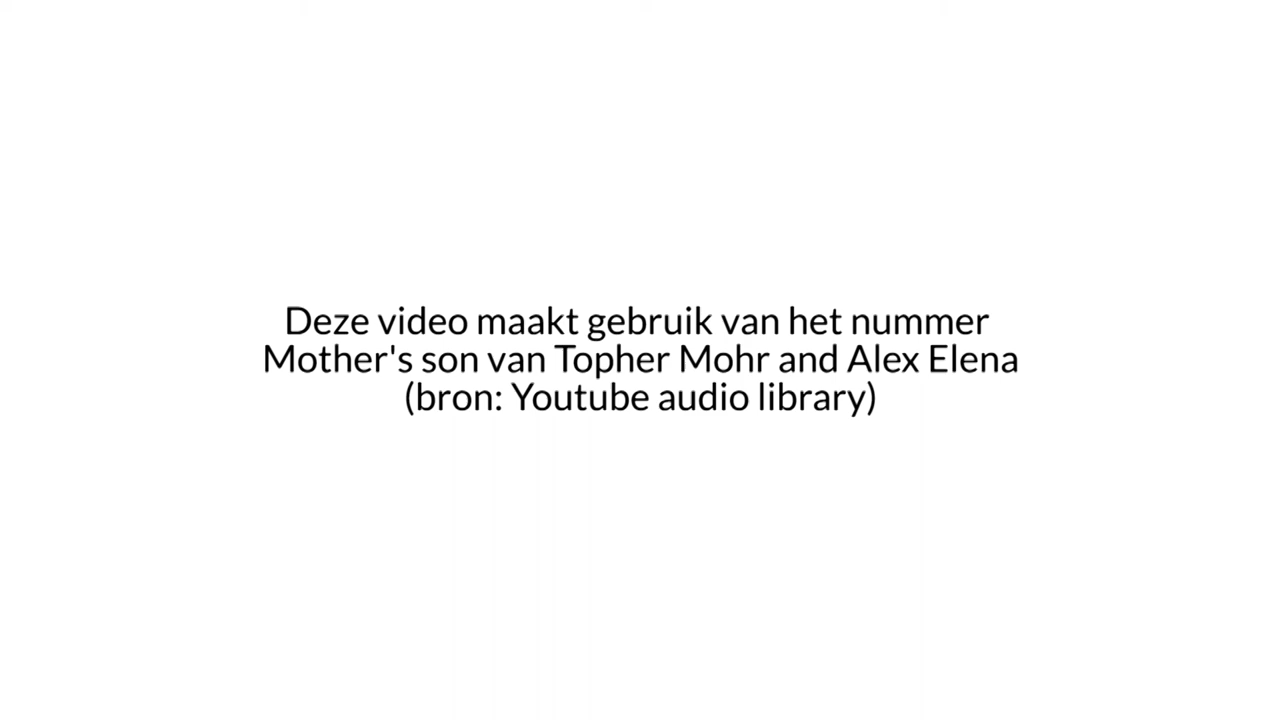 Deze video maakt gebruik van het nummer
Mother's son van Topher Mohr and Alex Elena
(bron: Youtube audio library)